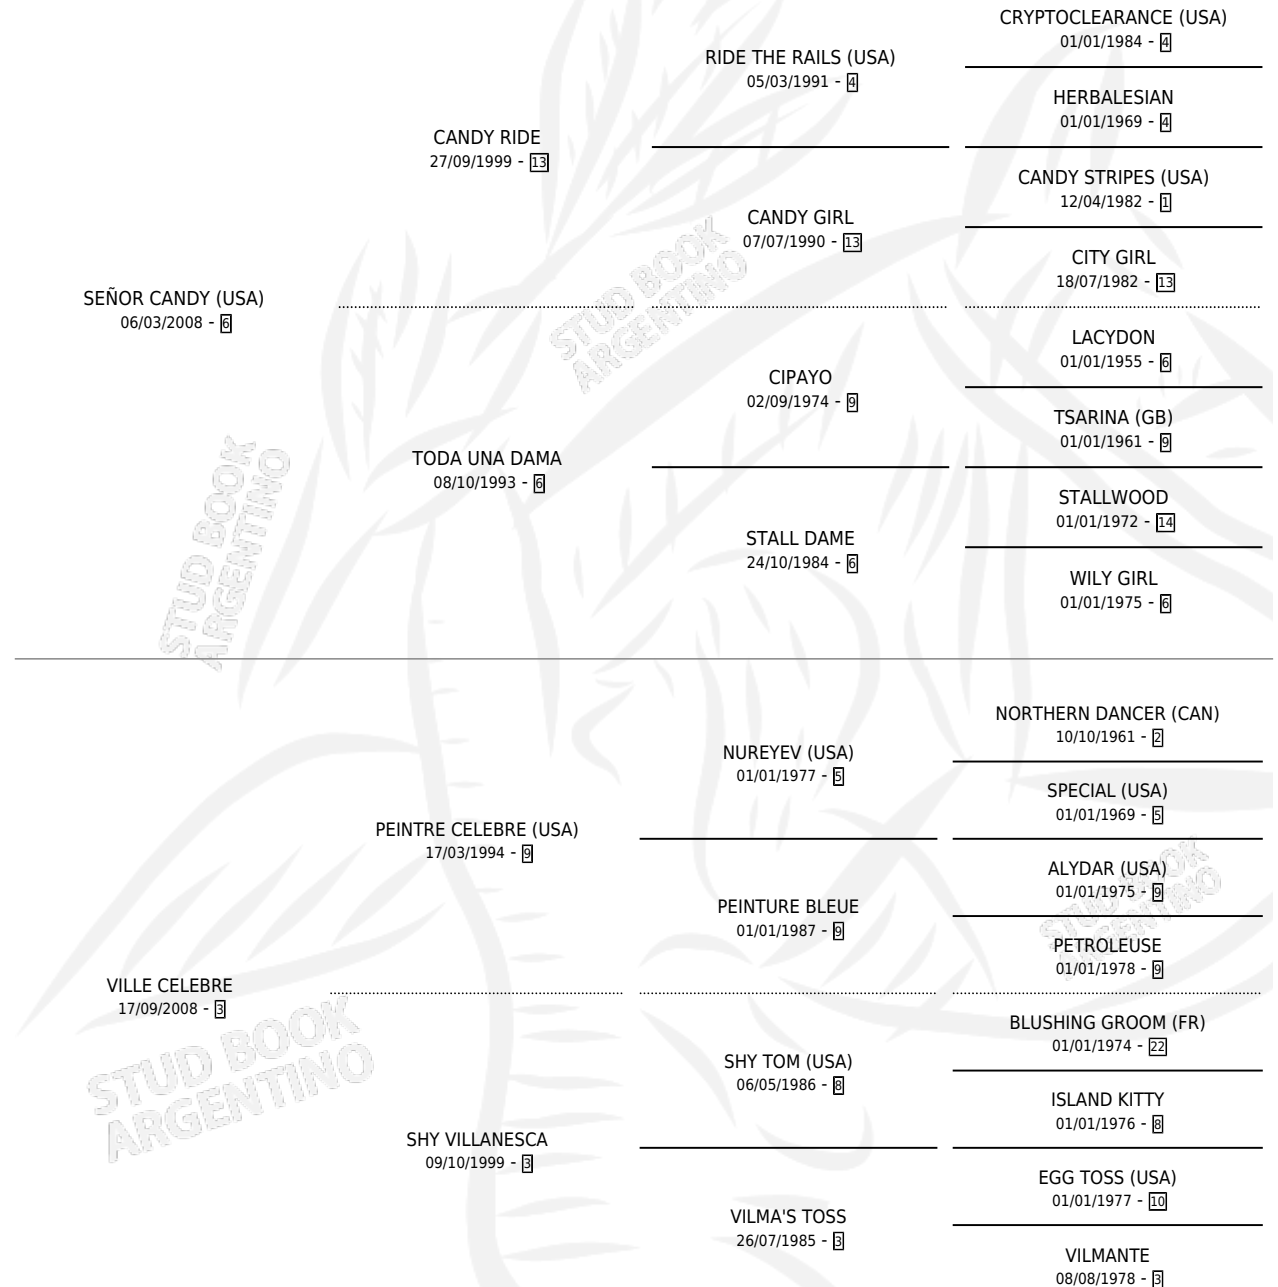 CRYPTOCLEARANCE (USA)
01/01/1984 - 4
RIDE THE RAILS (USA)
05/03/1991 - 4
HERBALESIAN
01/01/1969 - 4
CANDY RIDE
27/09/1999 - 13
CANDY STRIPES (USA)
12/04/1982 - 1
CANDY GIRL
07/07/1990 - 13
CITY GIRL
18/07/1982 - 13
SEÑOR CANDY (USA)
06/03/2008 - 6
LACYDON
01/01/1955 - 6
CIPAYO
02/09/1974 - 9
TSARINA (GB)
01/01/1961 - 9
TODA UNA DAMA
08/10/1993 - 6
STALLWOOD
01/01/1972 - 14
STALL DAME
24/10/1984 - 6
WILY GIRL
01/01/1975 - 6
NORTHERN DANCER (CAN)
10/10/1961 - 2
NUREYEV (USA)
01/01/1977 - 5
SPECIAL (USA)
01/01/1969 - 5
PEINTRE CELEBRE (USA)
17/03/1994 - 9
ALYDAR (USA)
01/01/1975 - 9
PEINTURE BLEUE
01/01/1987 - 9
PETROLEUSE
01/01/1978 - 9
VILLE CELEBRE
17/09/2008 - 3
BLUSHING GROOM (FR)
01/01/1974 - 22
SHY TOM (USA)
06/05/1986 - 8
ISLAND KITTY
01/01/1976 - 8
SHY VILLANESCA
09/10/1999 - 3
EGG TOSS (USA)
01/01/1977 - 10
VILMA'S TOSS
26/07/1985 - 3
VILMANTE
08/08/1978 - 3
STUD BOOK
ARGENTINO
STUD BOOK
ARGENTINO
STUD BOOK
ARGENTINO
STUD BOOK
ARGENTINO